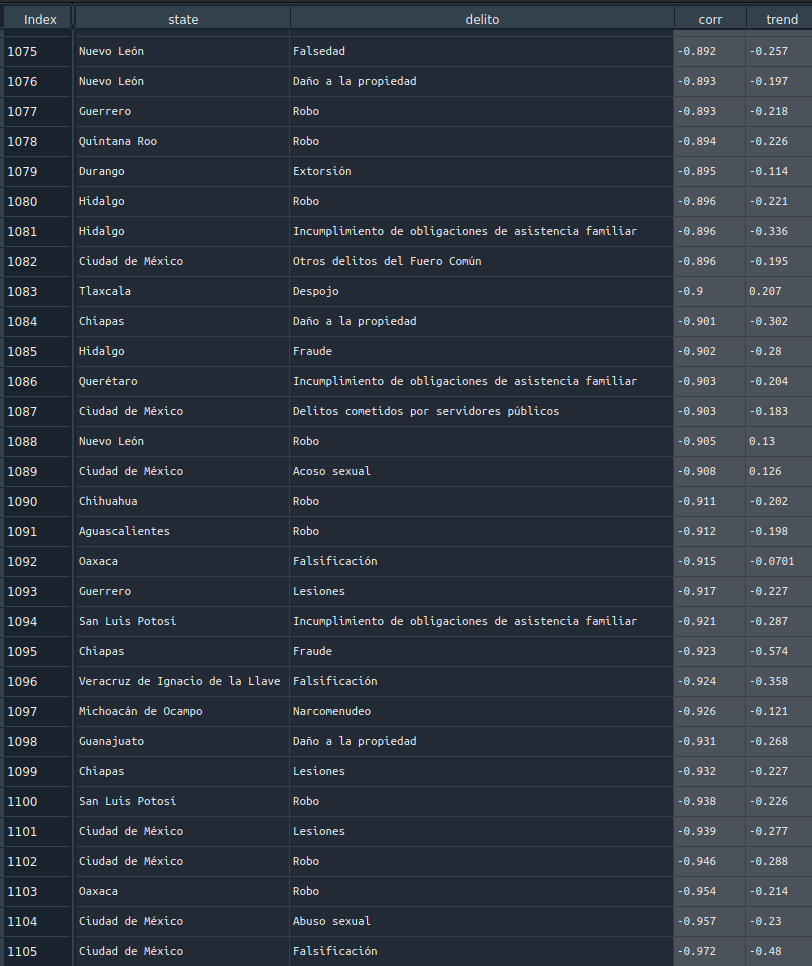 Index state delito corr trend
1075 Nuevo León Falsedad -0.892 -0.257
1076 Nuevo León Daño a la propiedad -0.893 -0.197
1077 Guerrero Robo -0.893 -0.218
1078 Quintana Roo Robo -0.894 -0.226
1079 Durango Extorsión -0.895 -0.114
1080 Hidalgo Robo -0.896 -0.221
1081 Hidalgo Incumplimiento de obligaciones de asistencia familiar -0.896 -0.336
1082 Ciudad de México Otros delitos del Fuero Común -0.896 -0.195
1083 Tlaxcala Despojo -0.9 0.207
1084 Chiapas Daño a la propiedad -0.901 -0.302
1085 Hidalgo Fraude -0.902 -0.28
1086 Querétaro Incumplimiento de obligaciones de asistencia familiar -0.903 -0.204
1087 Ciudad de México Delitos cometidos por servidores públicos -0.903 -0.183
1088 Nuevo León Robo -0.905 0.13
1089 Ciudad de México Acoso sexual -0.908 0.126
1090 Chihuahua Robo -0.911 -0.202
1091 Aguascalientes Robo -0.912 -0.198
1092 Oaxaca Falsificación -0.915 -0.0701
1093 Guerrero Lesiones -0.917 -0.227
1094 San Luis Potosí Incumplimiento de obligaciones de asistencia familiar -0.921 -0.287
1095 Chiapas Fraude -0.923 -0.574
1096 Veracruz de Ignacio de la Llave Falsificación -0.924 -0.358
1097 Michoacán de Ocampo Narcomenudeo -0.926 -0.121
1098 Guanajuato Daño a la propiedad -0.931 -0.268
1099 Chiapas Lesiones -0.932 -0.227
1100 San Luis Potosí Robo -0.938 -0.226
1101 Ciudad de México Lesiones -0.939 -0.277
1102 Ciudad de México Robo -0.946 -0.288
1103 Oaxaca Robo -0.954 -0.214
1104 Ciudad de México Abuso sexual -0.957 -0.23
1105 Ciudad de México Falsificación -0.972 -0.48